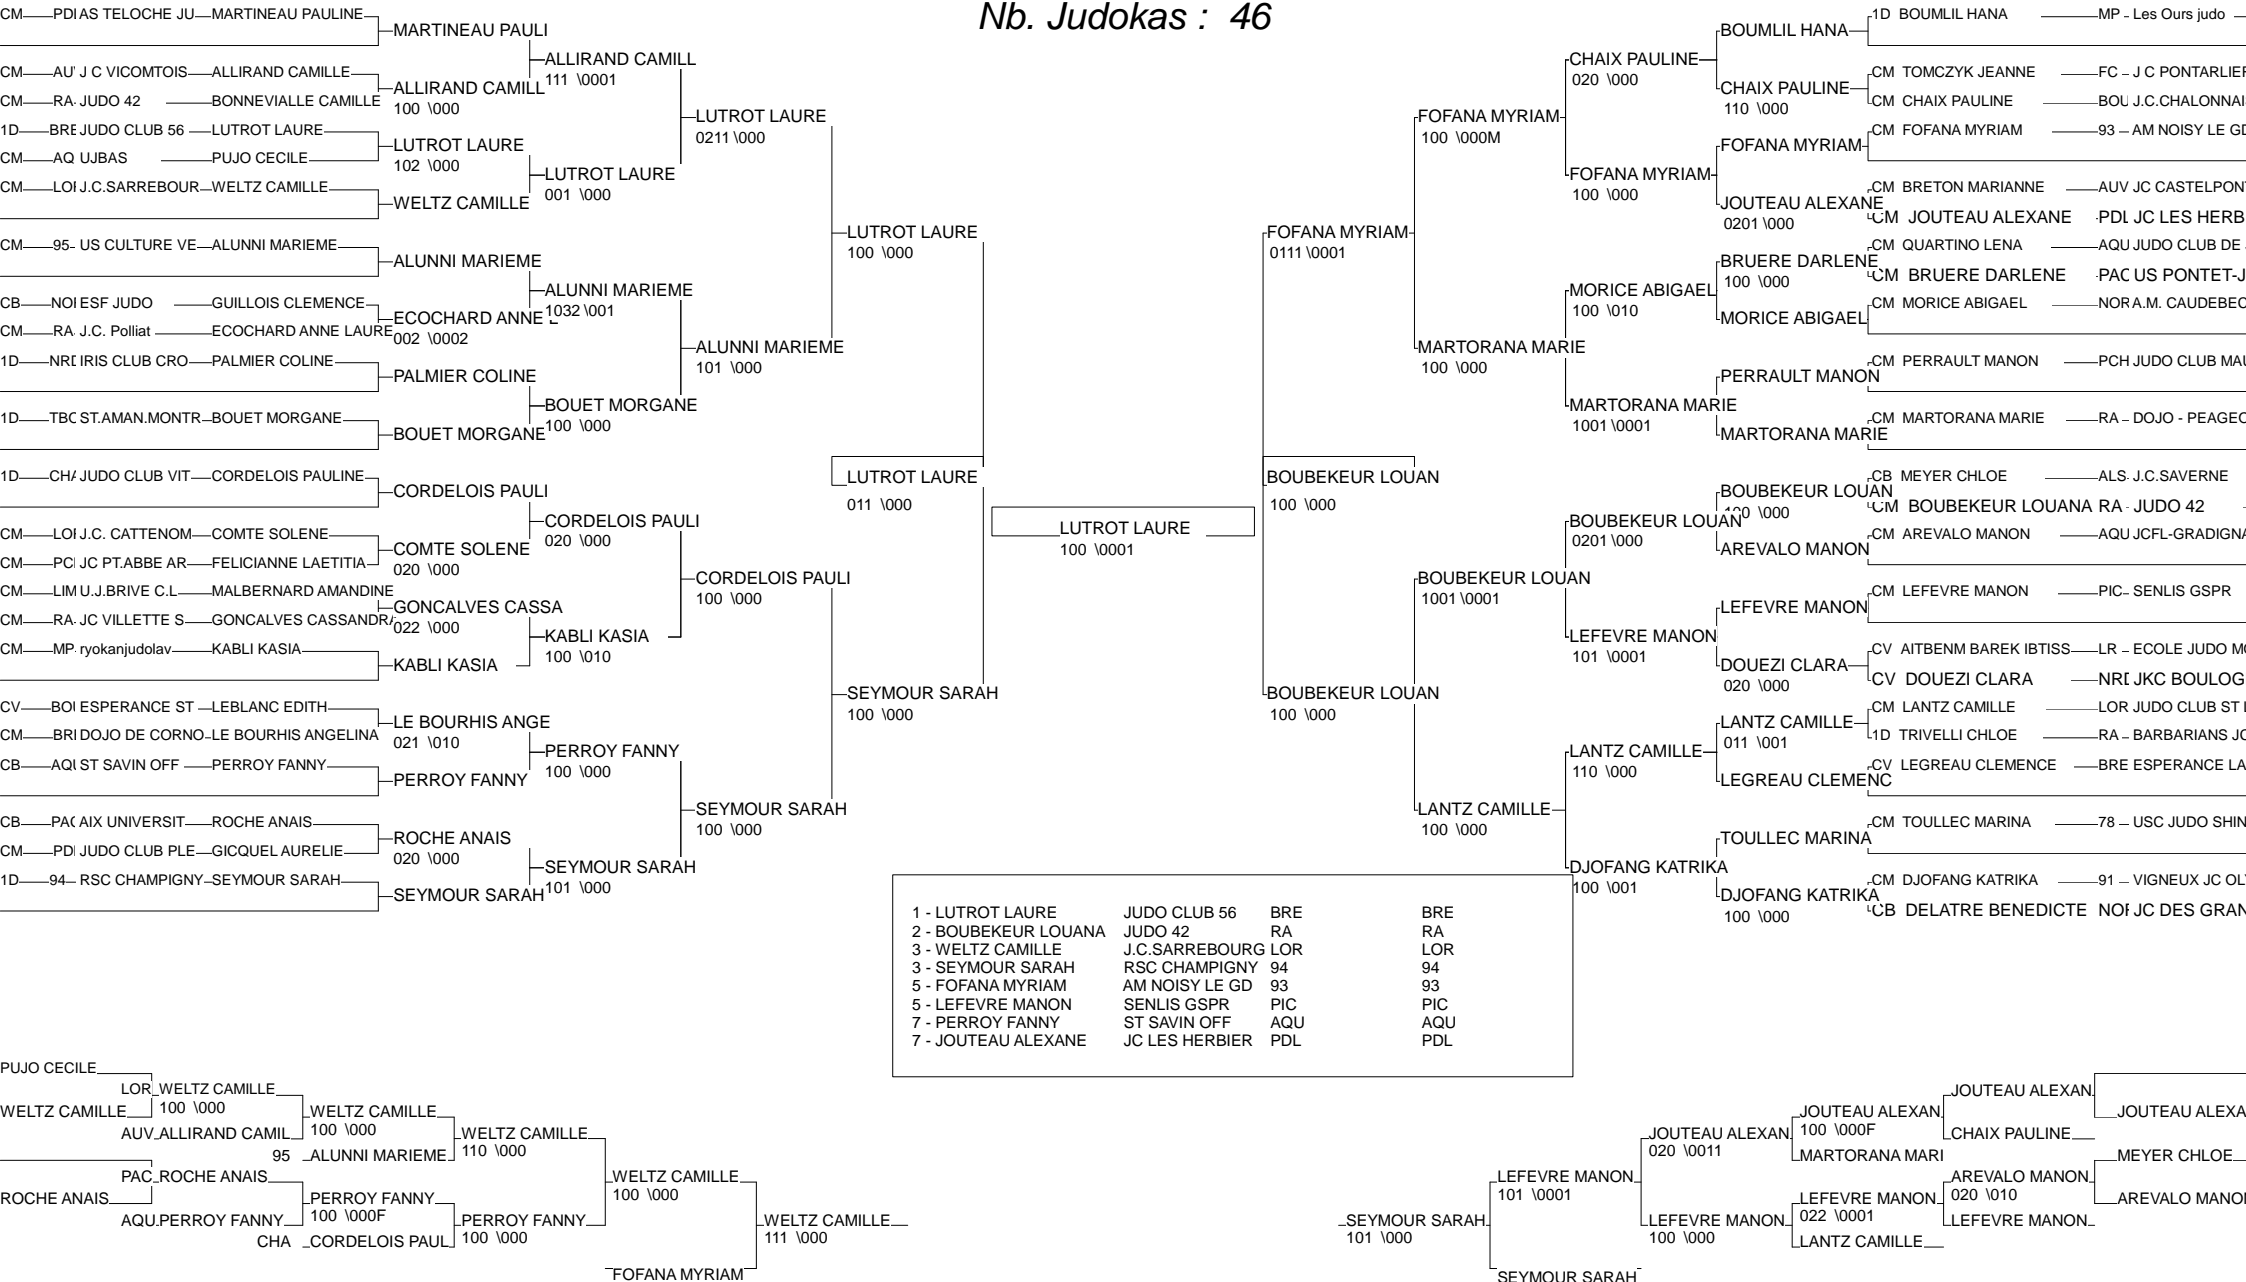 Nb. Judokas : 46
CM PDI AS TELOCHE JU MARTINEAU PAULINE
MARTINEAU PAULI
ALLIRAND CAMILL
111 \0001
CM AU J C VICOMTOIS ALLIRAND CAMILLE
ALLIRAND CAMILL
100 \000
CM RA JUDO 42 BONNEVIALLE CAMILLE
LUTROT LAURE
0211 \000
1D BRE JUDO CLUB 56 LUTROT LAURE
LUTROT LAURE
102 \000
CM AQ UJBAS PUJO CECILE
LUTROT LAURE
001 \000
CM LOI J.C.SARREBOUR WELTZ CAMILLE
WELTZ CAMILLE
LUTROT LAURE
100 \000
CM 95 US CULTURE VE ALUNNI MARIEME
ALUNNI MARIEME
ALUNNI MARIEME
1032 \001
CB NOI ESF JUDO GUILLOIS CLEMENCE
ECOCHARD ANNE L
002 \0002
CM RA J.C. Polliat ECOCHARD ANNE LAURE
ALUNNI MARIEME
101 \000
1D NRI IRIS CLUB CRO PALMIER COLINE
PALMIER COLINE
BOUET MORGANE
100 \000
1D TBC ST.AMAN.MONTR BOUET MORGANE
BOUET MORGANE
LUTROT LAURE
011 \000
1D CHA JUDO CLUB VIT CORDELOIS PAULINE
CORDELOIS PAULI
CORDELOIS PAULI
020 \000
CM LOI J.C. CATTENOM COMTE SOLENE
COMTE SOLENE
020 \000
CM PCI JC PT.ABBE AR FELICIANNE LAETITIA
CORDELOIS PAULI
100 \000
CM LIM U.J.BRIVE C.L MALBERNARD AMANDINE
GONCALVES CASSA
022 \000
CM RA JC VILLETTE S GONCALVES CASSANDRA
KABLI KASIA
100 \010
CM MP ryokanjudolav KABLI KASIA
KABLI KASIA
SEYMOUR SARAH
100 \000
CV BOI ESPERANCE ST LEBLANC EDITH
LE BOURHIS ANGE
021 \010
CM BRI DOJO DE CORNO LE BOURHIS ANGELINA
PERROY FANNY
100 \000
CB AQI ST SAVIN OFF PERROY FANNY
PERROY FANNY
SEYMOUR SARAH
100 \000
CB PAC AIX UNIVERSIT ROCHE ANAIS
ROCHE ANAIS
020 \000
CM PDI JUDO CLUB PLE GICQUEL AURELIE
SEYMOUR SARAH
101 \000
1D 94 RSC CHAMPIGNY SEYMOUR SARAH
SEYMOUR SARAH
LUTROT LAURE
100 \0001
1D BOUMLIL HANA MP Les Ours judo
BOUMLIL HANA
CHAIX PAULINE
020 \000
CM TOMCZYK JEANNE FC J C PONTARLIER
CHAIX PAULINE
110 \000
CM CHAIX PAULINE BOU J.C.CHALONNAI
FOFANA MYRIAM
100 \000M
CM FOFANA MYRIAM 93 AM NOISY LE GD
FOFANA MYRIAM
FOFANA MYRIAM
100 \000
CM BRETON MARIANNE AUV JC CASTELPONT
JOUTEAU ALEXANE
0201 \000
CM JOUTEAU ALEXANE PDL JC LES HERB
FOFANA MYRIAM
0111 \0001
CM QUARTINO LENA AQU JUDO CLUB DE
BRUERE DARLENE
100 \000
CM BRUERE DARLENE PAC US PONTET-J
MORICE ABIGAEL
100 \010
CM MORICE ABIGAEL NOR A.M. CAUDEBEC
MORICE ABIGAEL
MARTORANA MARIE
100 \000
CM PERRAULT MANON PCH JUDO CLUB MAU
PERRAULT MANON
MARTORANA MARIE
1001 \0001
CM MARTORANA MARIE RA DOJO - PEAGEO
MARTORANA MARIE
BOUBEKEUR LOUAN
100 \000
CB MEYER CHLOE ALS J.C.SAVERNE
BOUBEKEUR LOUAN
100 \000
CM BOUBEKEUR LOUANA RA JUDO 42
BOUBEKEUR LOUAN
0201 \000
CM AREVALO MANON AQU JCFL-GRADIGNA
AREVALO MANON
BOUBEKEUR LOUAN
1001 \0001
CM LEFEVRE MANON PIC SENLIS GSPR
LEFEVRE MANON
LEFEVRE MANON
101 \0001
CV AITBENM BAREK IBTISS LR ECOLE JUDO MO
DOUEZI CLARA
020 \000
CV DOUEZI CLARA NRD JKC BOULOG
BOUBEKEUR LOUAN
100 \000
CM LANTZ CAMILLE LOR JUDO CLUB ST
LANTZ CAMILLE
011 \001
1D TRIVELLI CHLOE RA BARBARIANS JC
LANTZ CAMILLE
110 \000
CV LEGREAU CLEMENCE BRE ESPERANCE LA
LEGREAU CLEMENC
LANTZ CAMILLE
100 \000
CM TOULLEC MARINA 78 USC JUDO SHIN
TOULLEC MARINA
DJOFANG KATRIKA
100 \001
CM DJOFANG KATRIKA 91 VIGNEUX JC OLY
DJOFANG KATRIKA
100 \000
CB DELATRE BENEDICTE NOR JC DES GRAN
1 - LUTROT LAURE JUDO CLUB 56 BRE BRE
2 - BOUBEKEUR LOUANA JUDO 42 RA RA
3 - WELTZ CAMILLE J.C.SARREBOURG LOR LOR
3 - SEYMOUR SARAH RSC CHAMPIGNY 94 94
5 - FOFANA MYRIAM AM NOISY LE GD 93 93
5 - LEFEVRE MANON SENLIS GSPR PIC PIC
7 - PERROY FANNY ST SAVIN OFF AQU AQU
7 - JOUTEAU ALEXANE JC LES HERBIER PDL PDL
PUJO CECILE
LOR WELTZ CAMILLE
100 \000
WELTZ CAMILLE
WELTZ CAMILLE
100 \000
AUV ALLIRAND CAMIL
WELTZ CAMILLE
110 \000
95 ALUNNI MARIEME
PAC ROCHE ANAIS
WELTZ CAMILLE
100 \000
ROCHE ANAIS
PERROY FANNY
100 \000F
AQU PERROY FANNY
PERROY FANNY
100 \000
CHA CORDELOIS PAUL
WELTZ CAMILLE
111 \000
FOFANA MYRIAM
JOUTEAU ALEXAN
JOUTEAU ALEXA
JOUTEAU ALEXAN
100 \000F
CHAIX PAULINE
JOUTEAU ALEXAN
020 \0011
MARTORANA MARI
MEYER CHLOE
LEFEVRE MANON
101 \0001
AREVALO MANON
020 \010
AREVALO MANON
LEFEVRE MANON
022 \0001
LEFEVRE MANON
LEFEVRE MANON
100 \000
LANTZ CAMILLE
SEYMOUR SARAH
101 \000
SEYMOUR SARAH